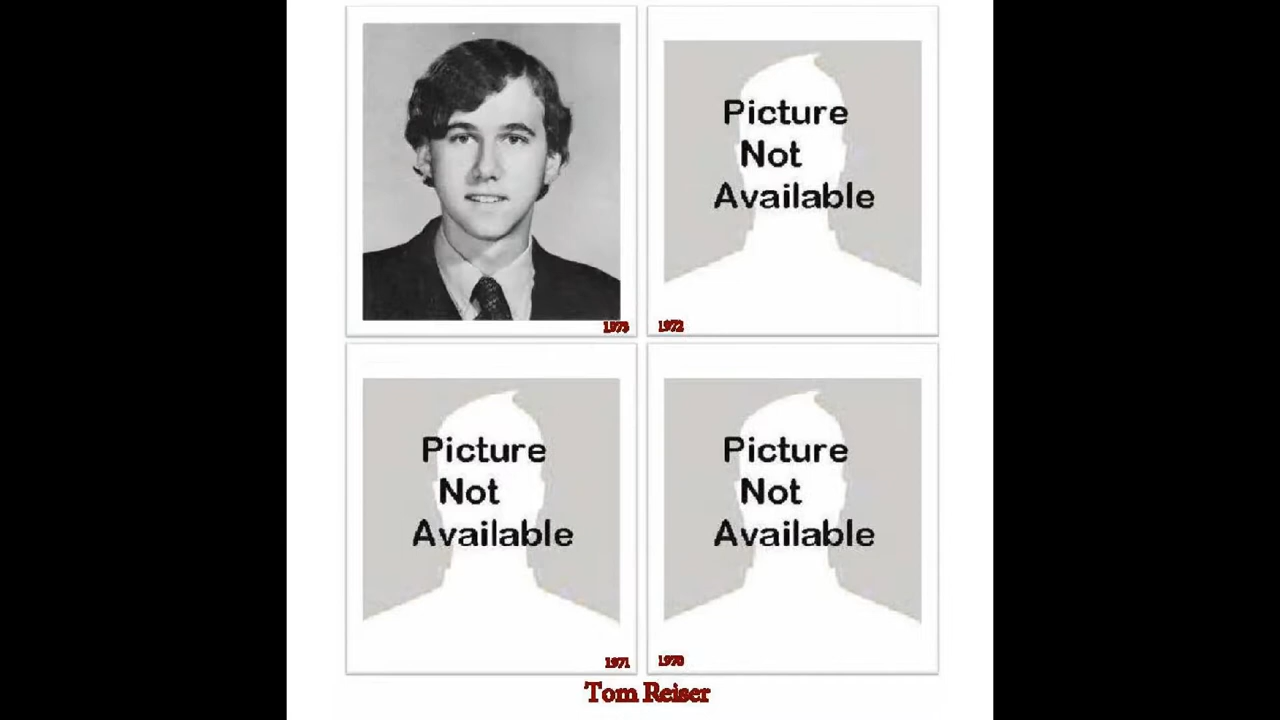 1973
Picture
Not
Available
1972
Picture
Not
Available
1971
Picture
Not
Available
1970
Tom Reiser